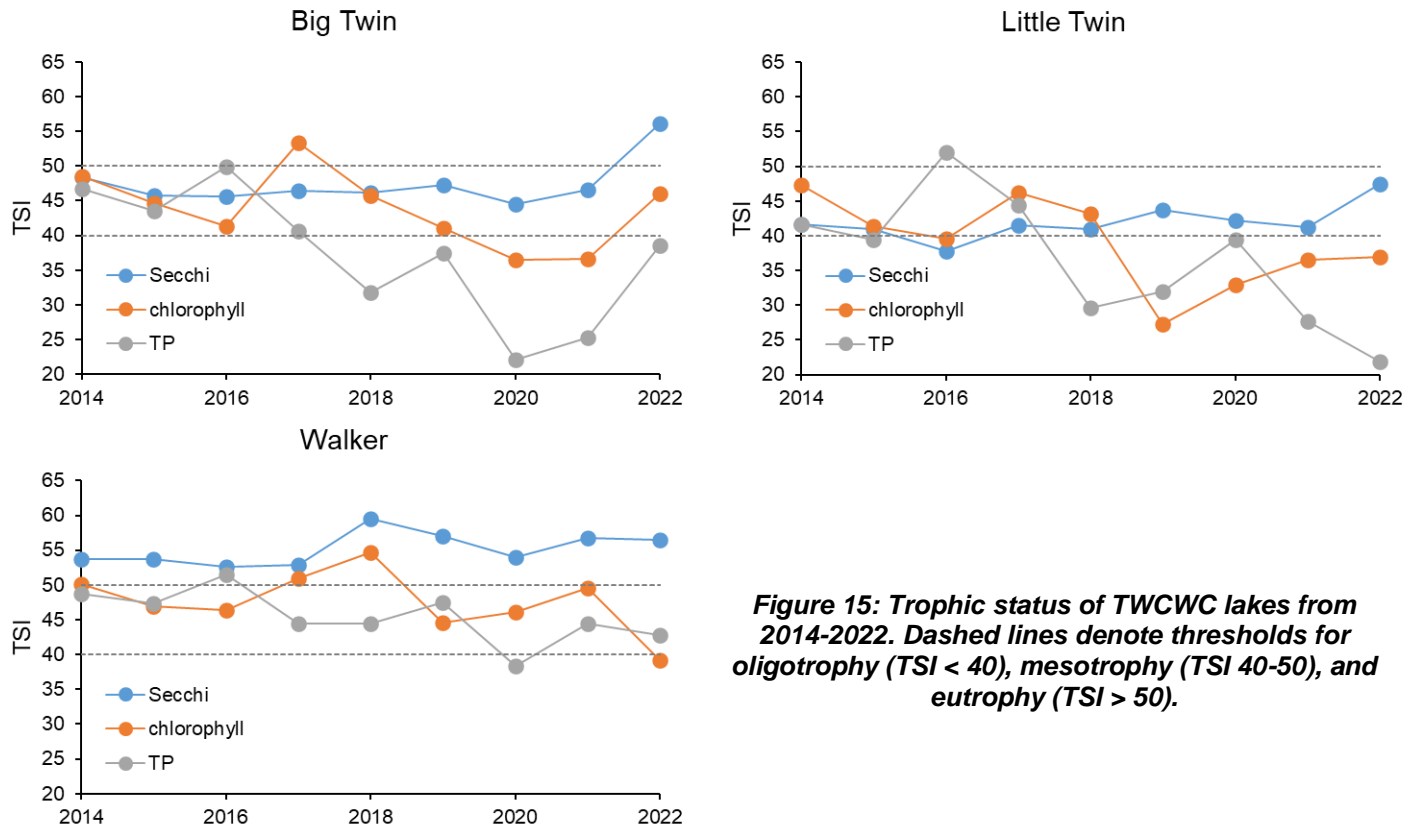 Big Twin
65
60
55
50
45
40
35
30
25
20
TSI
Secchi
chlorophyll
TP
2014 2016 2018 2020 2022
Little Twin
65
60
55
50
45
40
35
30
25
20
TSI
Secchi
chlorophyll
TP
2014 2016 2018 2020 2022
Walker
65
60
55
50
45
40
35
30
25
20
TSI
Secchi
chlorophyll
TP
2014 2016 2018 2020 2022
Figure 15: Trophic status of TWCWC lakes from
2014-2022. Dashed lines denote thresholds for
oligotrophy (TSI < 40), mesotrophy (TSI 40-50), and
eutrophy (TSI > 50).